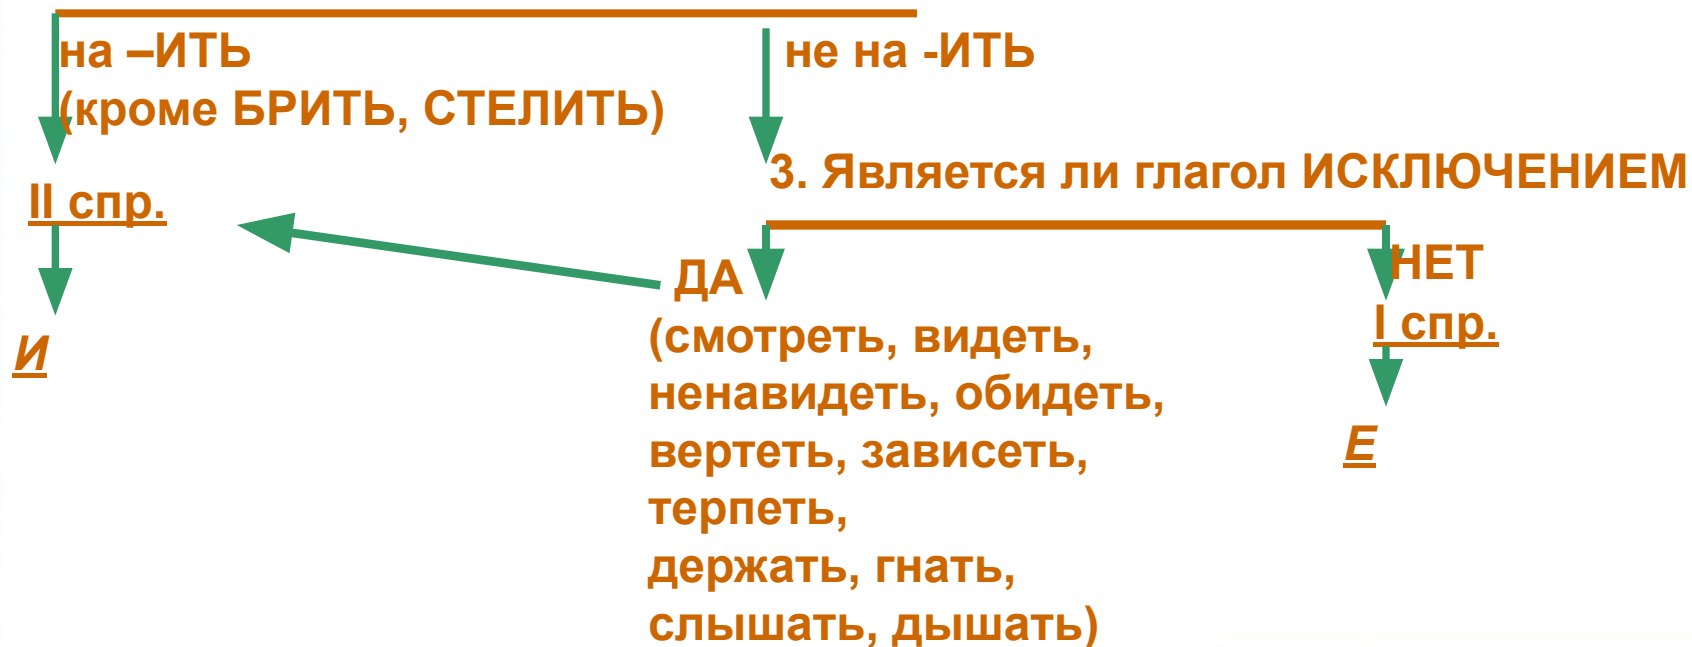 на –ИТЬ
(кроме БРИТЬ, СТЕЛИТЬ)
не на -ИТЬ
3. Является ли глагол ИСКЛЮЧЕНИЕМ
II спр.
И
ДА
(смотреть, видеть,
ненавидеть, обидеть,
вертеть, зависеть,
терпеть,
держать, гнать,
слышать, дышать)
НЕТ
I спр.
Е